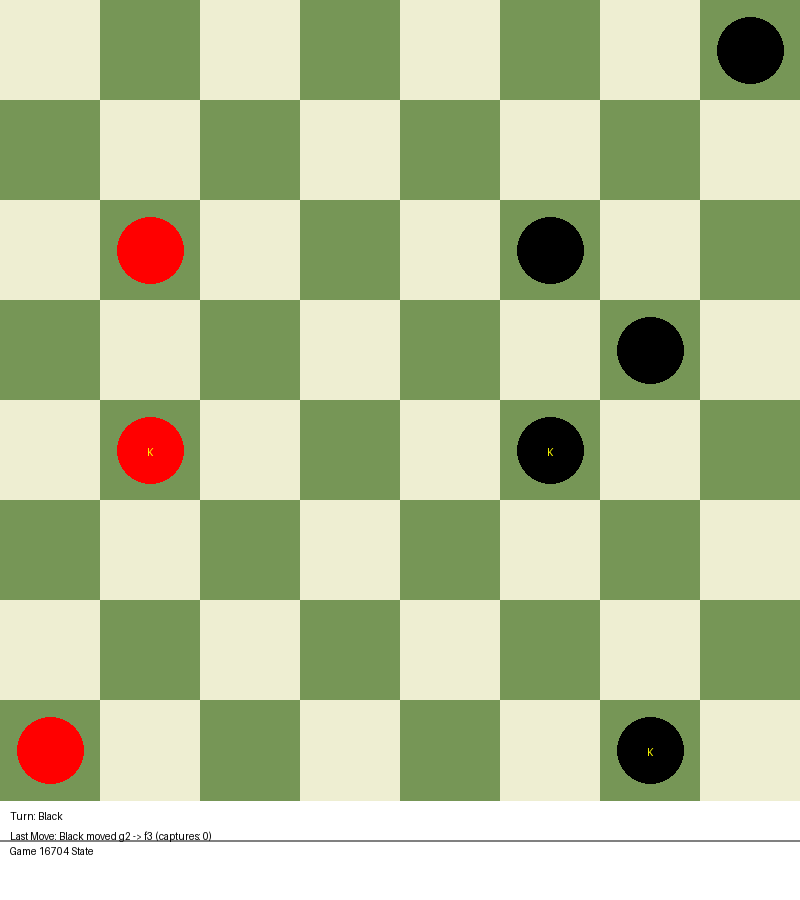 K
K
K
Turn: Black
Last Move: Black moved g2 -> f3 (captures: 0)
Game 16704 State